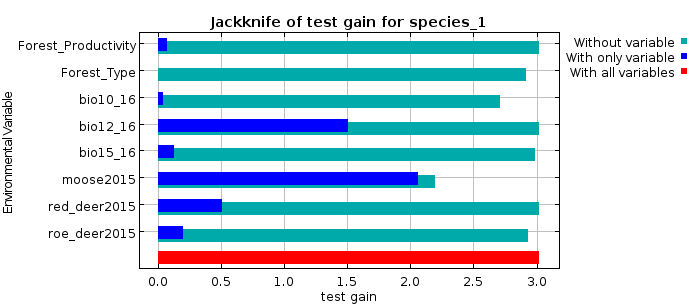 Jackknife of test gain for species_1
Without variable
With only variable
With all variables
Environmental Variable
Forest_Productivity
Forest_Type
bio10_16
bio12_16
bio15_16
moose2015
red_deer2015
roe_deer2015
0.0 0.5 1.0 1.5 2.0 2.5 3.0
test gain